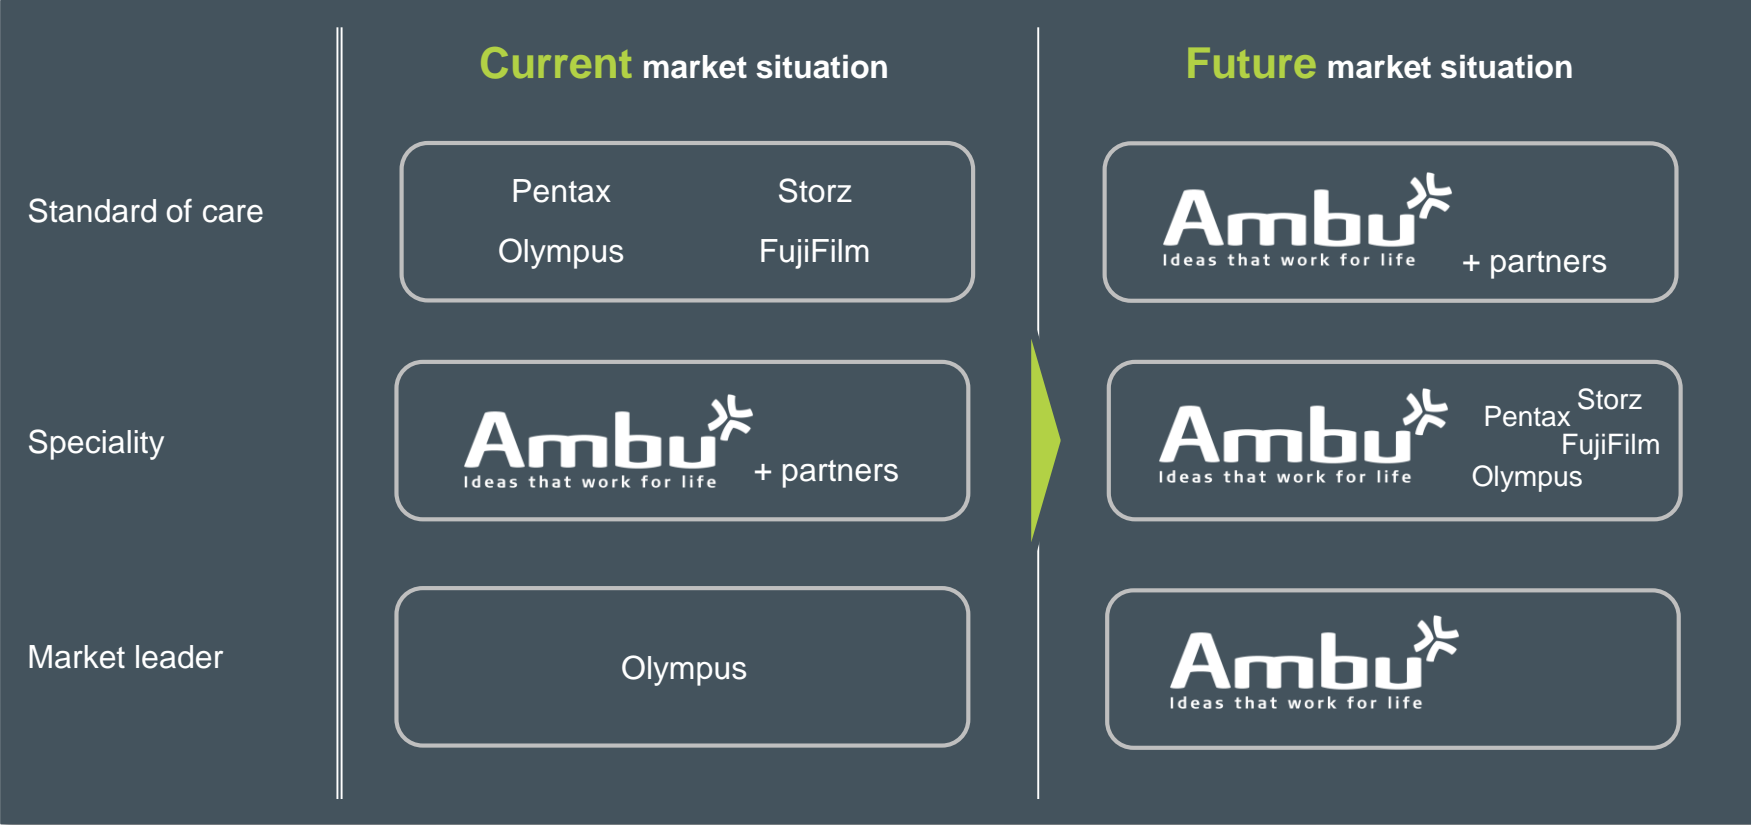 Current market situation
Future market situation
Standard of care
Pentax
Storz
Olympus
FujiFilm
Ambu
Ideas that work for life
+ partners
Speciality
Ambu
Ideas that work for life
+ partners
Ambu
Ideas that work for life
Storz
Pentax
FujiFilm
Olympus
Market leader
Olympus
Ambu
Ideas that work for life